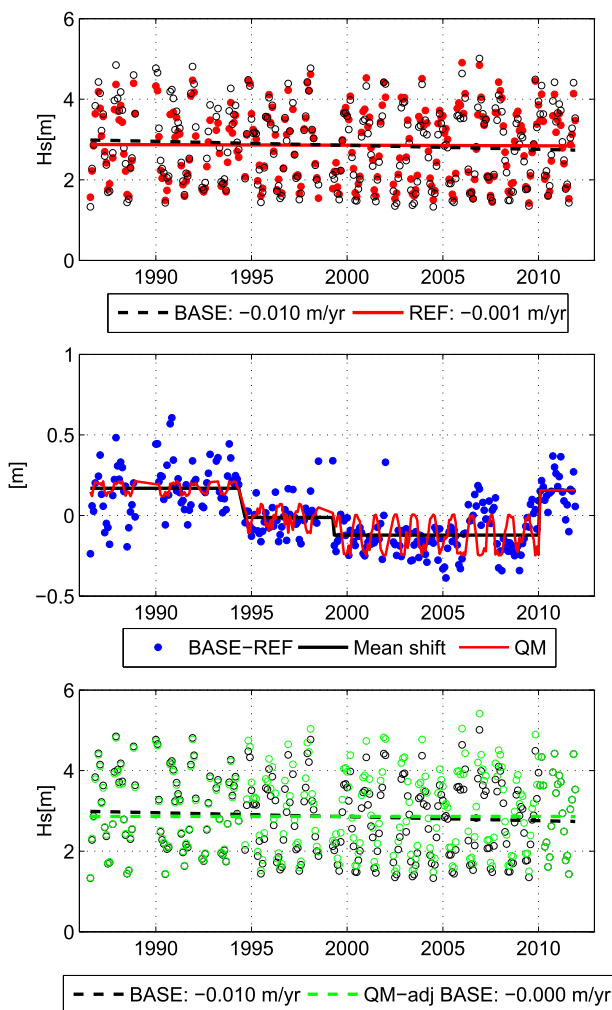 6
4
2
0
Hs[m]
1990 1995 2000 2005 2010
BASE: −0.010 m/yr REF: −0.001 m/yr
1
0.5
0
−0.5
[m]
1990 1995 2000 2005 2010
BASE−REF Mean shift QM
6
4
2
0
Hs[m]
1990 1995 2000 2005 2010
BASE: −0.010 m/yr QM−adj BASE: −0.000 m/yr